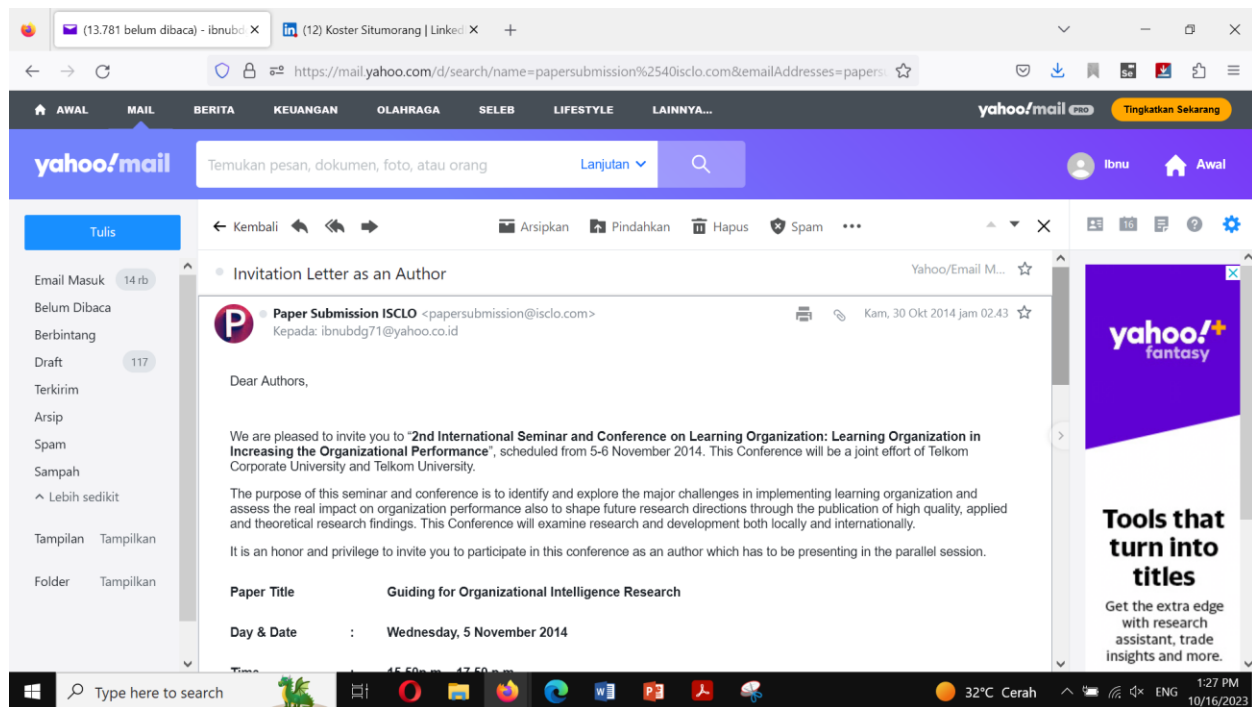 (13.781 belum dibaca) - ibnubd
(12) Koster Situmorang | Linked
https://mail.yahoo.com/d/search/name=papersubmission%2540isclo.com&emailAddresses=papers
AWAL MAIL BERITA KEUANGAN OLAHRAGA SELEB LIFESTYLE LAINNYA...
yahoo!mail PRO Tingkatkan Sekarang
yahoo!mail
Temukan pesan, dokumen, foto, atau orang Lanjutan
Ibnu Awal
Tulis
Kembali Arsipkan Pindahkan Hapus Spam
16
Email Masuk 14 rb
Belum Dibaca
Berbintang
Draft 117
Terkirim
Arsip
Spam
Sampah
Lebih sedikit
Tampilan Tampilkan
Folder Tampilkan
Invitation Letter as an Author Yahoo/Email M...
P
Paper Submission ISCLO <papersubmission@isclo.com> Kam, 30 Okt 2014 jam 02.43
Kepada: ibnubdg71@yahoo.co.id
Dear Authors,
We are pleased to invite you to “2nd International Seminar and Conference on Learning Organization: Learning Organization in
Increasing the Organizational Performance”, scheduled from 5-6 November 2014. This Conference will be a joint effort of Telkom
Corporate University and Telkom University.
The purpose of this seminar and conference is to identify and explore the major challenges in implementing learning organization and
assess the real impact on organization performance also to shape future research directions through the publication of high quality, applied
and theoretical research findings. This Conference will examine research and development both locally and internationally.
It is an honor and privilege to invite you to participate in this conference as an author which has to be presenting in the parallel session.
Paper Title Guiding for Organizational Intelligence Research
Day & Date : Wednesday, 5 November 2014
Time : 15.50p.m - 17.50 p.m
yahoo!+
fantasy
Tools that
turn into
titles
Get the extra edge
with research
assistant, trade
insights and more.
Type here to search
32°C Cerah
ENG
1:27 PM
10/16/2023